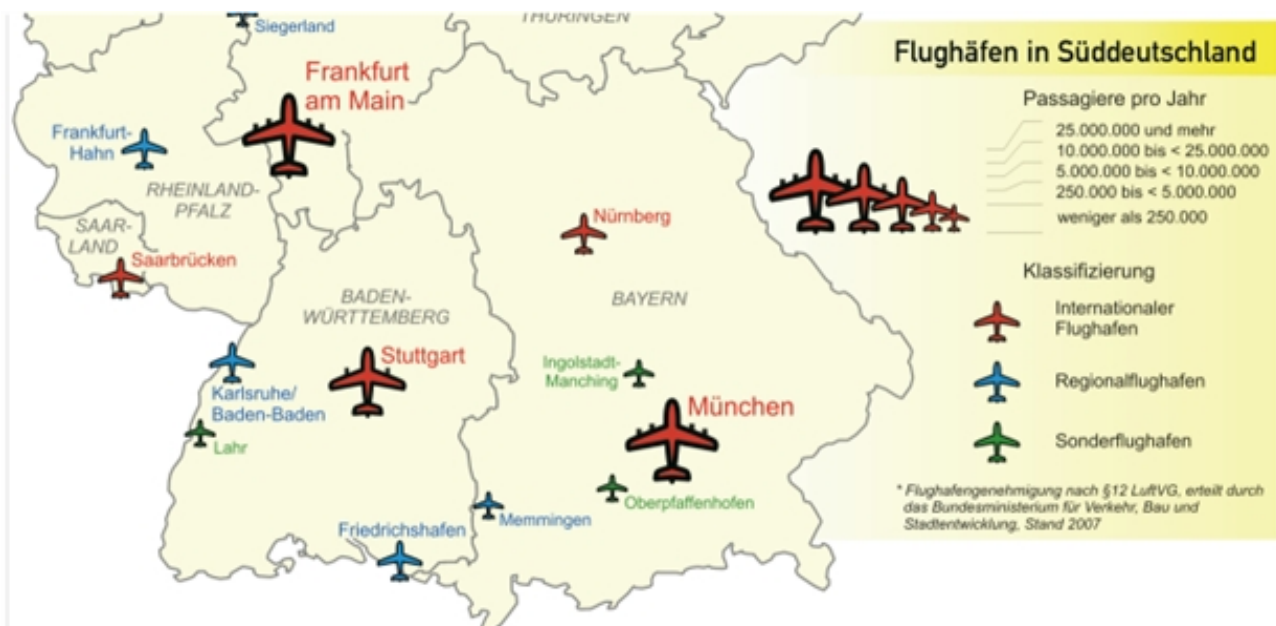 Siegerland
THÜRINGEN
Frankfurt
am Main
Frankfurt-
Hahn
RHEINLAND-
PFALZ
SAAR-
LAND
Saarbrücken
Nürnberg
BADEN-
WÜRTTEMBERG
BAYERN
Stuttgart
Ingolstadt-
Manching
Karlsruhe/
Baden-Baden
München
Lahr
Oberpfaffenhofen
Memmingen
Friedrichshafen
Flughäfen in Süddeutschland
Passagiere pro Jahr
25.000.000 und mehr
10.000.000 bis < 25.000.000
5.000.000 bis < 10.000.000
250.000 bis < 5.000.000
weniger als 250.000
Klassifizierung
Internationaler
Flughafen
Regionalflughafen
Sonderflughafen
* Flughafengenehmigung nach §12 LuftVG, erteilt durch
das Bundesministerium für Verkehr, Bau und
Stadtentwicklung, Stand 2007